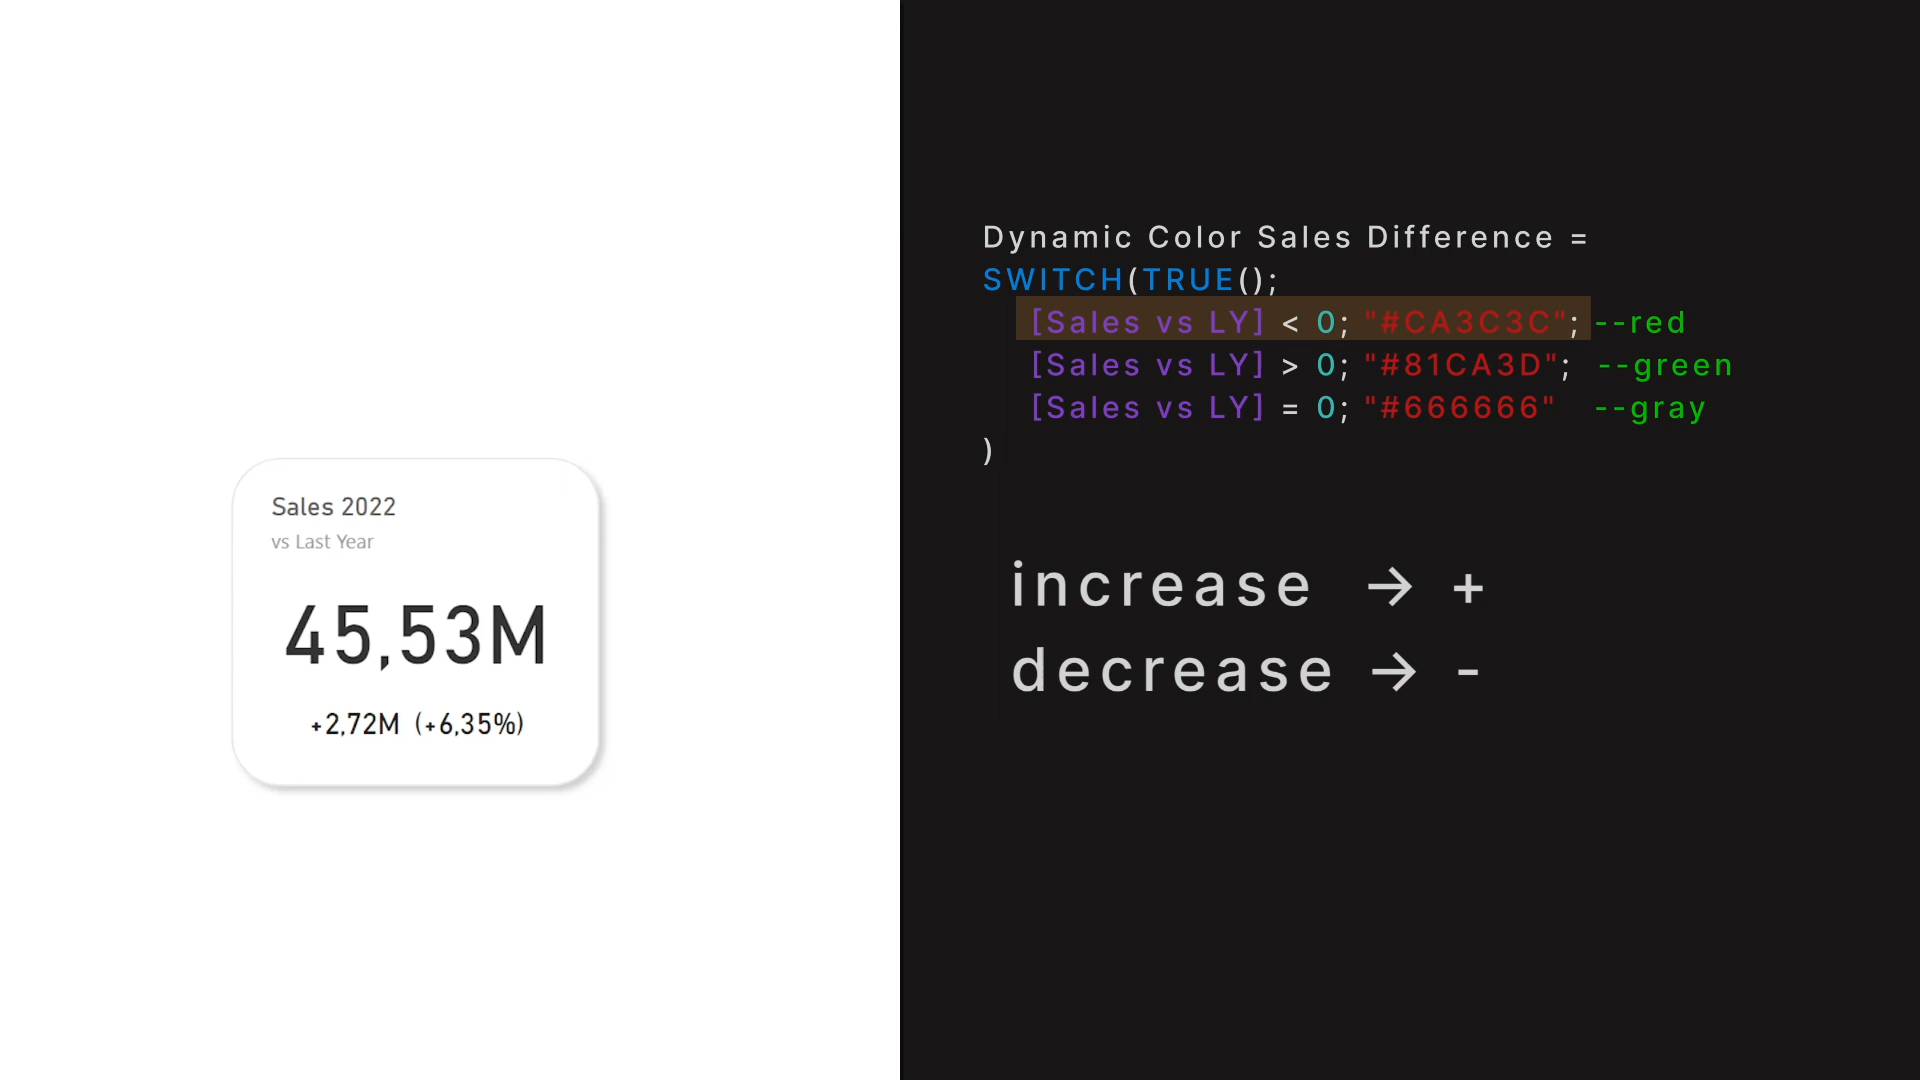 Sales 2022
vs Last Year
45,53M
+2,72M (+6,35%)
Dynamic Color Sales Difference =
SWITCH(TRUE();
[Sales vs LY] < 0; "#CA3C3C"; --red
[Sales vs LY] > 0; "#81CA3D"; --green
[Sales vs LY] = 0; "#666666" --gray
)
increase → +
decrease → -